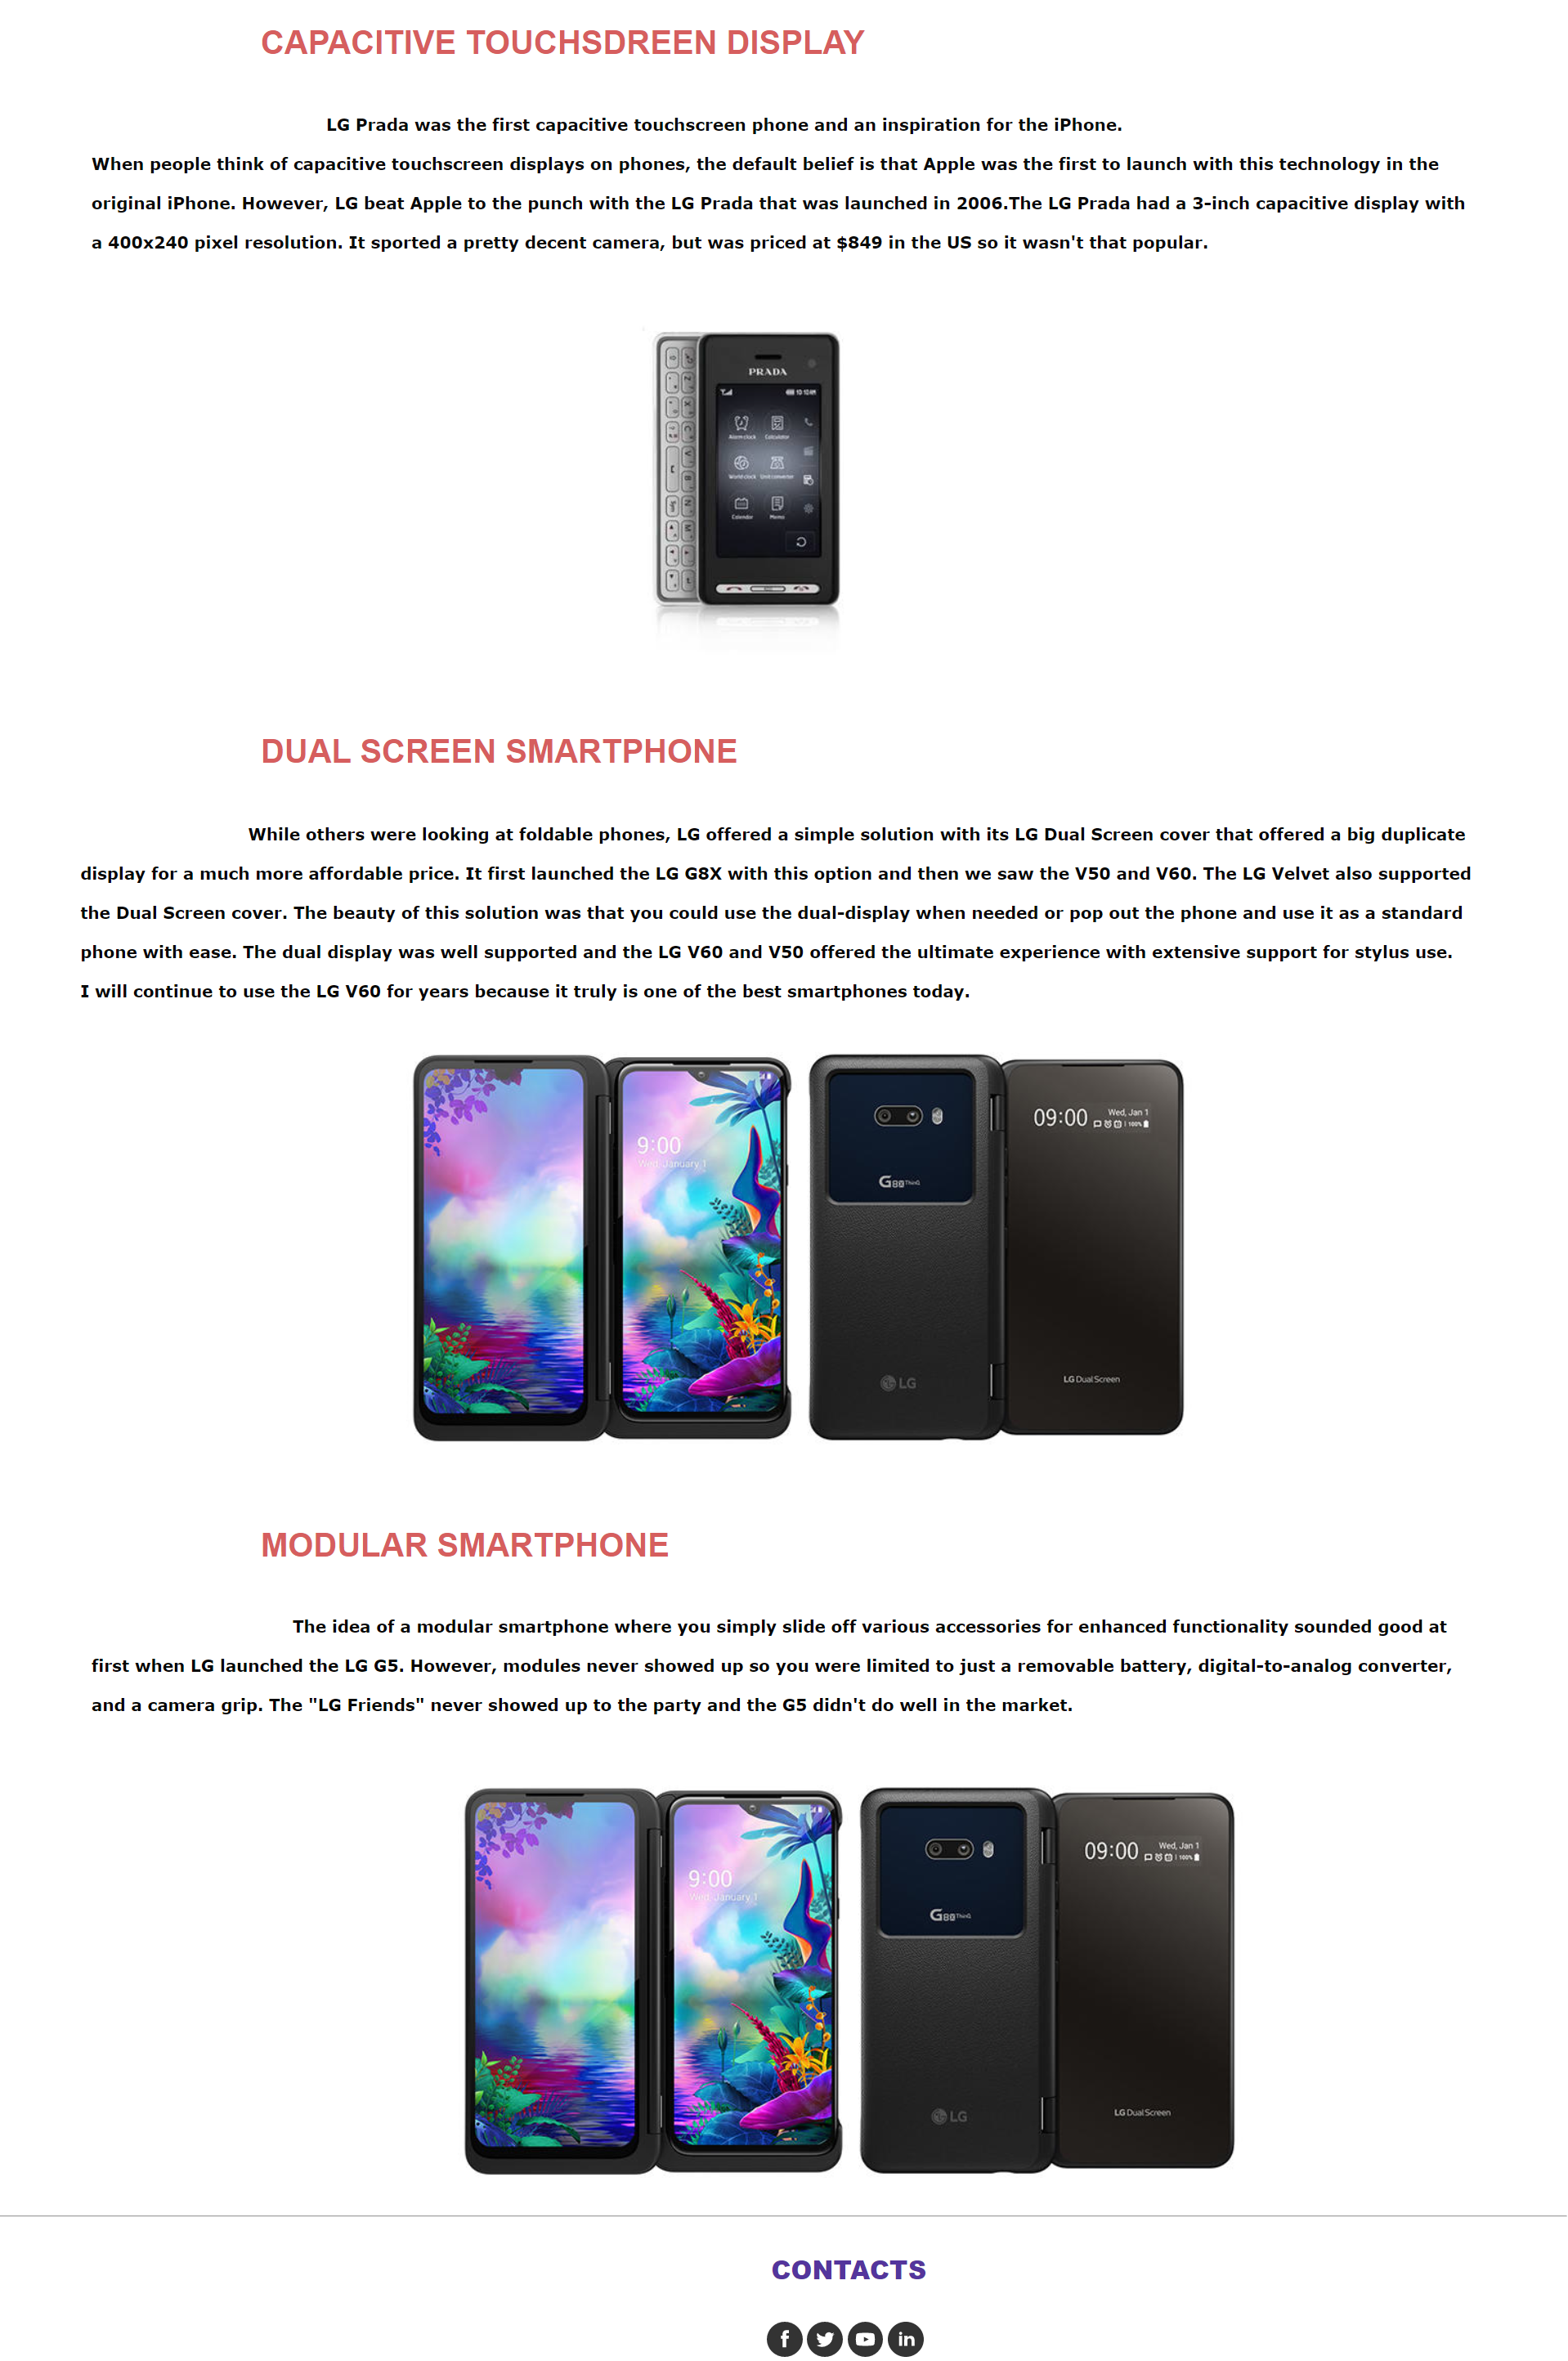 CAPACITIVE TOUCHSDREEN DISPLAY
LG Prada was the first capacitive touchscreen phone and an inspiration for the iPhone.
When people think of capacitive touchscreen displays on phones, the default belief is that Apple was the first to launch with this technology in the
original iPhone. However, LG beat Apple to the punch with the LG Prada that was launched in 2006.The LG Prada had a 3-inch capacitive display with
a 400x240 pixel resolution. It sported a pretty decent camera, but was priced at $849 in the US so it wasn't that popular.
PRADA
Alarm clock Calculator
World clock Unit converter
Calendar Memo
DUAL SCREEN SMARTPHONE
While others were looking at foldable phones, LG offered a simple solution with its LG Dual Screen cover that offered a big duplicate
display for a much more affordable price. It first launched the LG G8X with this option and then we saw the V50 and V60. The LG Velvet also supported
the Dual Screen cover. The beauty of this solution was that you could use the dual-display when needed or pop out the phone and use it as a standard
phone with ease. The dual display was well supported and the LG V60 and V50 offered the ultimate experience with extensive support for stylus use.
I will continue to use the LG V60 for years because it truly is one of the best smartphones today.
9:00
Wed, January 1
09:00 Wed, Jan 1
100%
ThinQ
LG
LG Dual Screen
MODULAR SMARTPHONE
The idea of a modular smartphone where you simply slide off various accessories for enhanced functionality sounded good at
first when LG launched the LG G5. However, modules never showed up so you were limited to just a removable battery, digital-to-analog converter,
and a camera grip. The "LG Friends" never showed up to the party and the G5 didn't do well in the market.
9:00
Wed, January 1
09:00 Wed, Jan 1
100%
ThinQ
LG
LG Dual Screen
CONTACTS